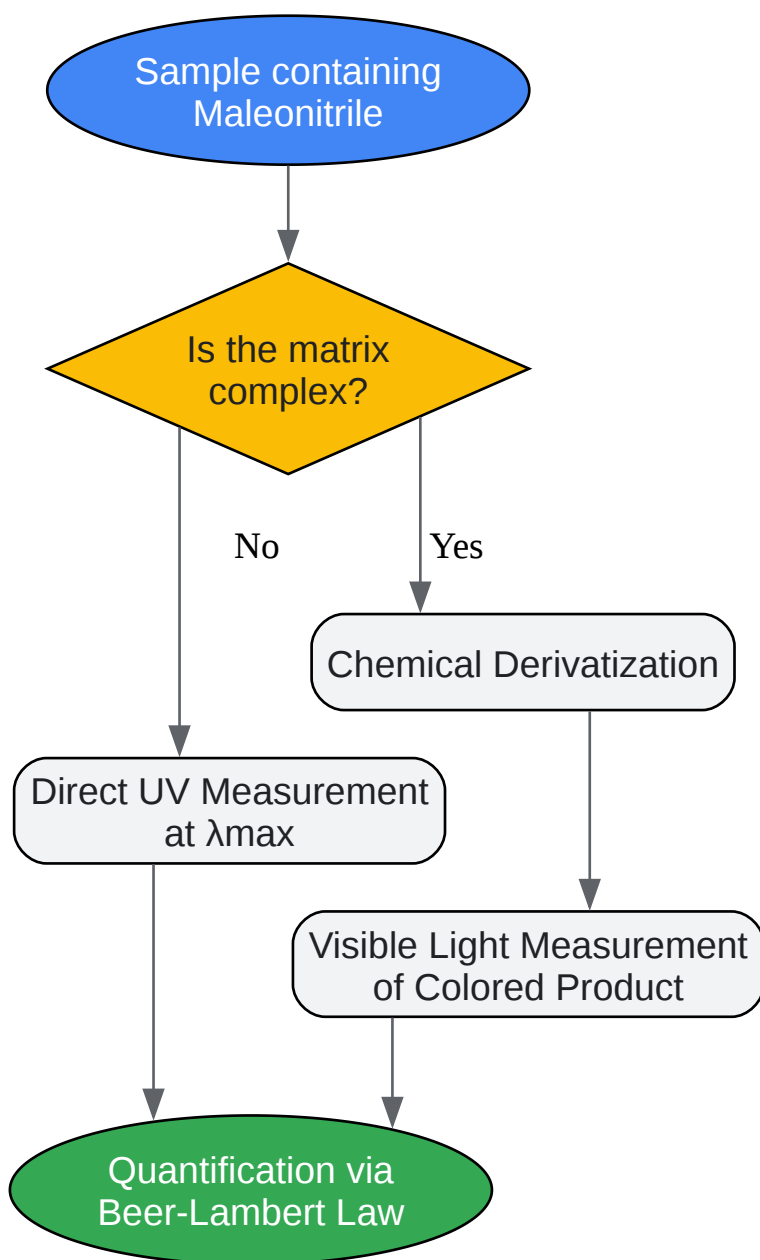 Sample containing
Maleonitrile
Is the matrix
complex?
No
Yes
Chemical Derivatization
Direct UV Measurement
at λmax
Visible Light Measurement
of Colored Product
Quantification via
Beer-Lambert Law